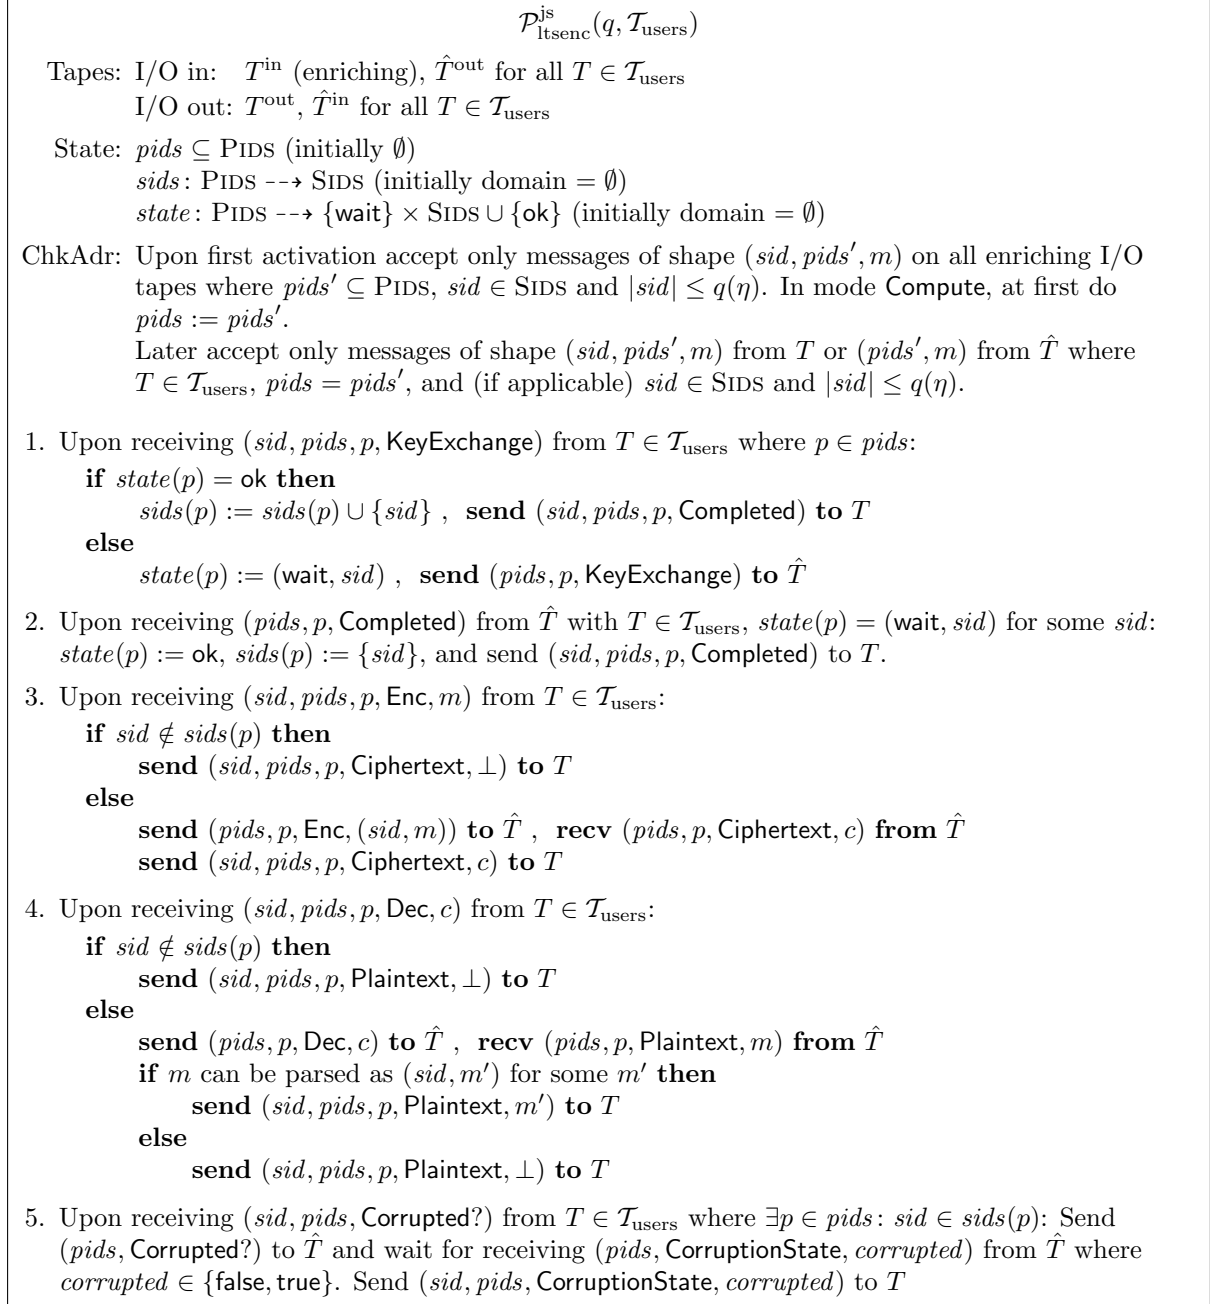 𝒫^js_ltsenc(q, 𝒯_users)
Tapes: I/O in: T^in (enriching), T̂^out for all T ∈ 𝒯_users
I/O out: T^out, T̂^in for all T ∈ 𝒯_users
State: pids ⊆ PIDS (initially ∅)
sids: PIDS ⇢ SIDS (initially domain = ∅)
state: PIDS ⇢ {wait} × SIDS ∪ {ok} (initially domain = ∅)
ChkAdr: Upon first activation accept only messages of shape (sid, pids′, m) on all enriching I/O
tapes where pids′ ⊆ PIDS, sid ∈ SIDS and |sid| ≤ q(η). In mode Compute, at first do
pids := pids′.
Later accept only messages of shape (sid, pids′, m) from T or (pids′, m) from T̂ where
T ∈ 𝒯_users, pids = pids′, and (if applicable) sid ∈ SIDS and |sid| ≤ q(η).
1. Upon receiving (sid, pids, p, KeyExchange) from T ∈ 𝒯_users where p ∈ pids:
if state(p) = ok then
sids(p) := sids(p) ∪ {sid} , send (sid, pids, p, Completed) to T
else
state(p) := (wait, sid) , send (pids, p, KeyExchange) to T̂
2. Upon receiving (pids, p, Completed) from T̂ with T ∈ 𝒯_users, state(p) = (wait, sid) for some sid:
state(p) := ok, sids(p) := {sid}, and send (sid, pids, p, Completed) to T.
3. Upon receiving (sid, pids, p, Enc, m) from T ∈ 𝒯_users:
if sid ∉ sids(p) then
send (sid, pids, p, Ciphertext, ⊥) to T
else
send (pids, p, Enc, (sid, m)) to T̂ , recv (pids, p, Ciphertext, c) from T̂
send (sid, pids, p, Ciphertext, c) to T
4. Upon receiving (sid, pids, p, Dec, c) from T ∈ 𝒯_users:
if sid ∉ sids(p) then
send (sid, pids, p, Plaintext, ⊥) to T
else
send (pids, p, Dec, c) to T̂ , recv (pids, p, Plaintext, m) from T̂
if m can be parsed as (sid, m′) for some m′ then
send (sid, pids, p, Plaintext, m′) to T
else
send (sid, pids, p, Plaintext, ⊥) to T
5. Upon receiving (sid, pids, Corrupted?) from T ∈ 𝒯_users where ∃p ∈ pids: sid ∈ sids(p): Send
(pids, Corrupted?) to T̂ and wait for receiving (pids, CorruptionState, corrupted) from T̂ where
corrupted ∈ {false, true}. Send (sid, pids, CorruptionState, corrupted) to T